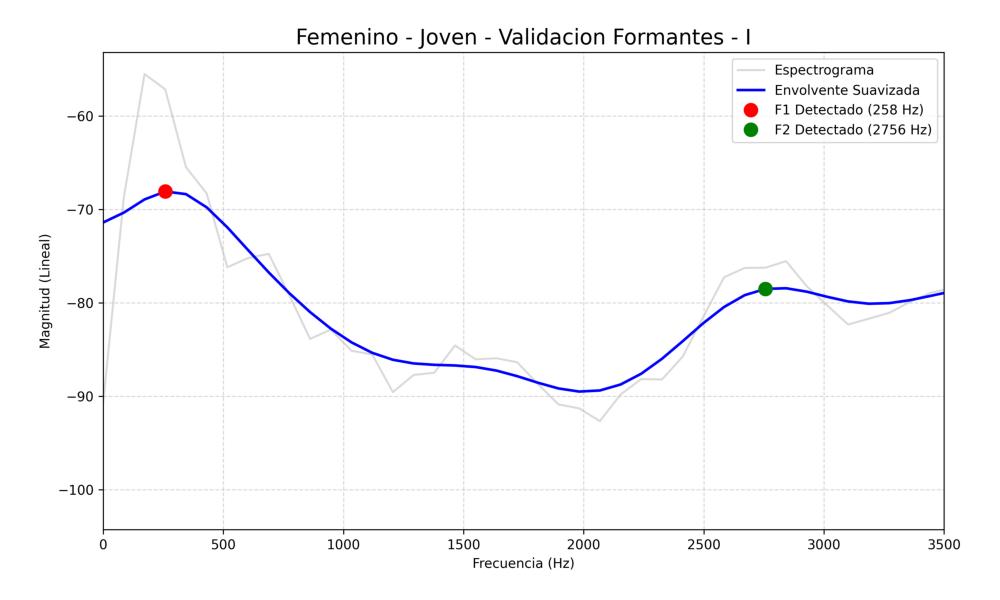 Femenino - Joven - Validacion Formantes - I
Espectrograma
Envolvente Suavizada
F1 Detectado (258 Hz)
F2 Detectado (2756 Hz)
Magnitud (Lineal)
−60
−70
−80
−90
−100
0 500 1000 1500 2000 2500 3000 3500
Frecuencia (Hz)